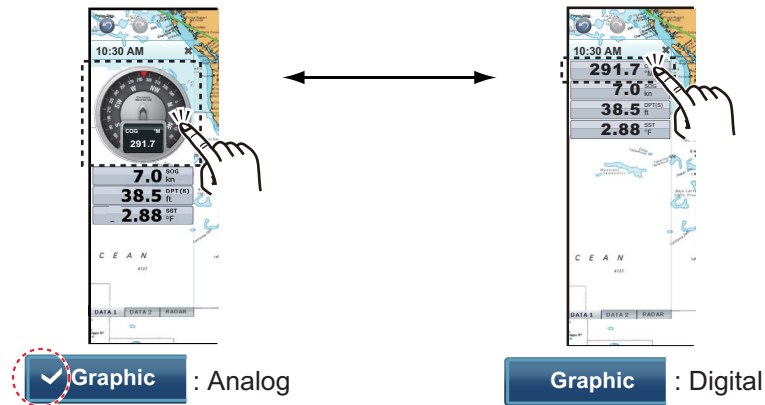 10:30 AM ✖
NW
W
SW
N
COG °M
291.7
7.0 SOG kn
38.5 DPT(S) ft
2.88 SST °F
C E A N
DATA 1 DATA 2 RADAR
✓ Graphic : Analog
10:30 AM ✖
291.7 °M
7.0 SOG kn
38.5 DPT(S) ft
2.88 SST °F
C E A N
DATA 1 DATA 2 RADAR
Graphic : Digital